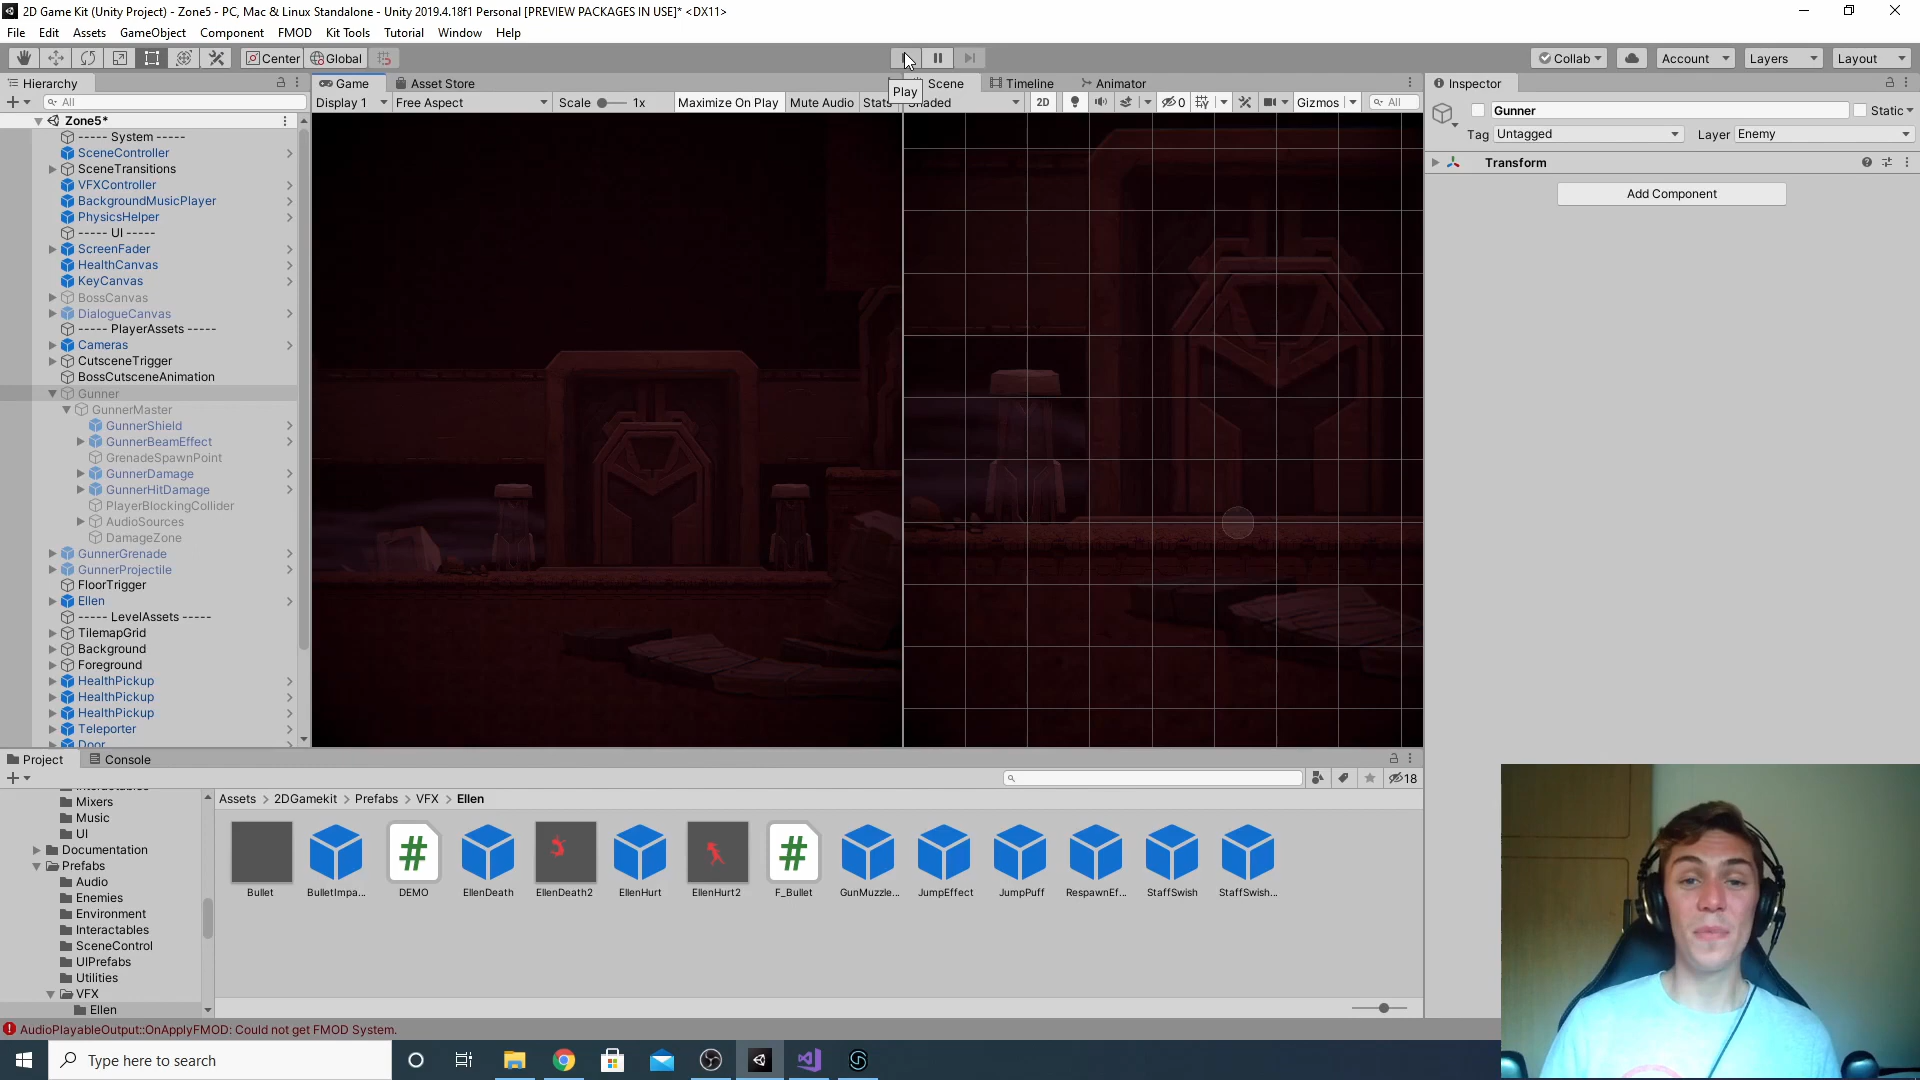 2D Game Kit (Unity Project) - Zone5 - PC, Mac & Linux Standalone - Unity 2019.4.18f1 Personal [PREVIEW PACKAGES IN USE]* <DX11>
File Edit Assets GameObject Component FMOD Kit Tools Tutorial Window Help
Center Global Collab Account Layers Layout
Hierarchy
All
Zone5*
----- System -----
SceneController
SceneTransitions
VFXController
BackgroundMusicPlayer
PhysicsHelper
----- UI -----
ScreenFader
HealthCanvas
KeyCanvas
BossCanvas
DialogueCanvas
----- PlayerAssets -----
Cameras
CutsceneTrigger
BossCutsceneAnimation
Gunner
GunnerMaster
GunnerShield
GunnerBeamEffect
GrenadeSpawnPoint
GunnerDamage
GunnerHitDamage
PlayerBlockingCollider
AudioSources
DamageZone
GunnerGrenade
GunnerProjectile
FloorTrigger
Ellen
----- LevelAssets -----
TilemapGrid
Background
Foreground
HealthPickup
HealthPickup
HealthPickup
Teleporter
Door
Game Asset Store
Display 1 Free Aspect Scale 1x Maximize On Play Mute Audio Stats
Play
Scene Timeline Animator
Shaded 2D 0 Gizmos All
Inspector
Gunner Static
Tag Untagged Layer Enemy
Transform
Add Component
Project Console
18
Interactables
Mixers
Music
UI
Documentation
Prefabs
Audio
Enemies
Environment
Interactables
SceneControl
UIPrefabs
Utilities
VFX
Ellen
Assets > 2DGamekit > Prefabs > VFX > Ellen
Bullet BulletImpa... DEMO EllenDeath EllenDeath2 EllenHurt EllenHurt2 F_Bullet GunMuzzle... JumpEffect JumpPuff RespawnEf... StaffSwish StaffSwish...
AudioPlayableOutput::OnApplyFMOD: Could not get FMOD System.
Type here to search